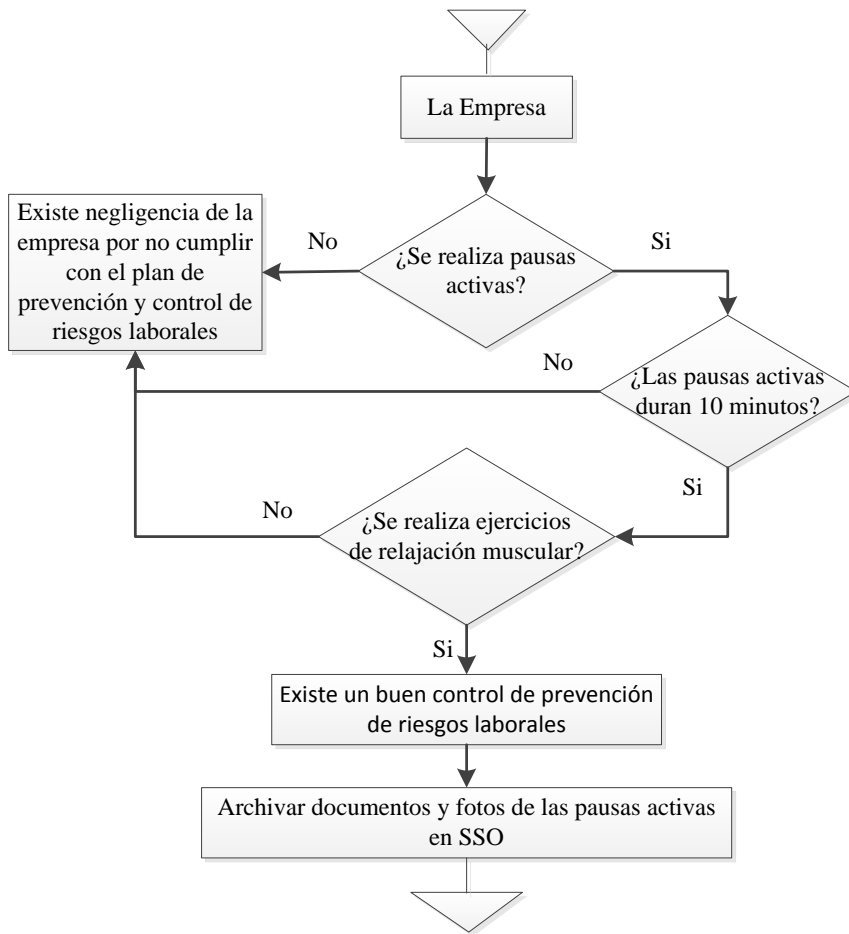 La Empresa
¿Se realiza pausas
activas?
No
Si
Existe negligencia de la
empresa por no cumplir
con el plan de
prevención y control de
riesgos laborales
¿Las pausas activas
duran 10 minutos?
No
Si
¿Se realiza ejercicios
de relajación muscular?
No
Si
Existe un buen control de prevención
de riesgos laborales
Archivar documentos y fotos de las pausas activas
en SSO